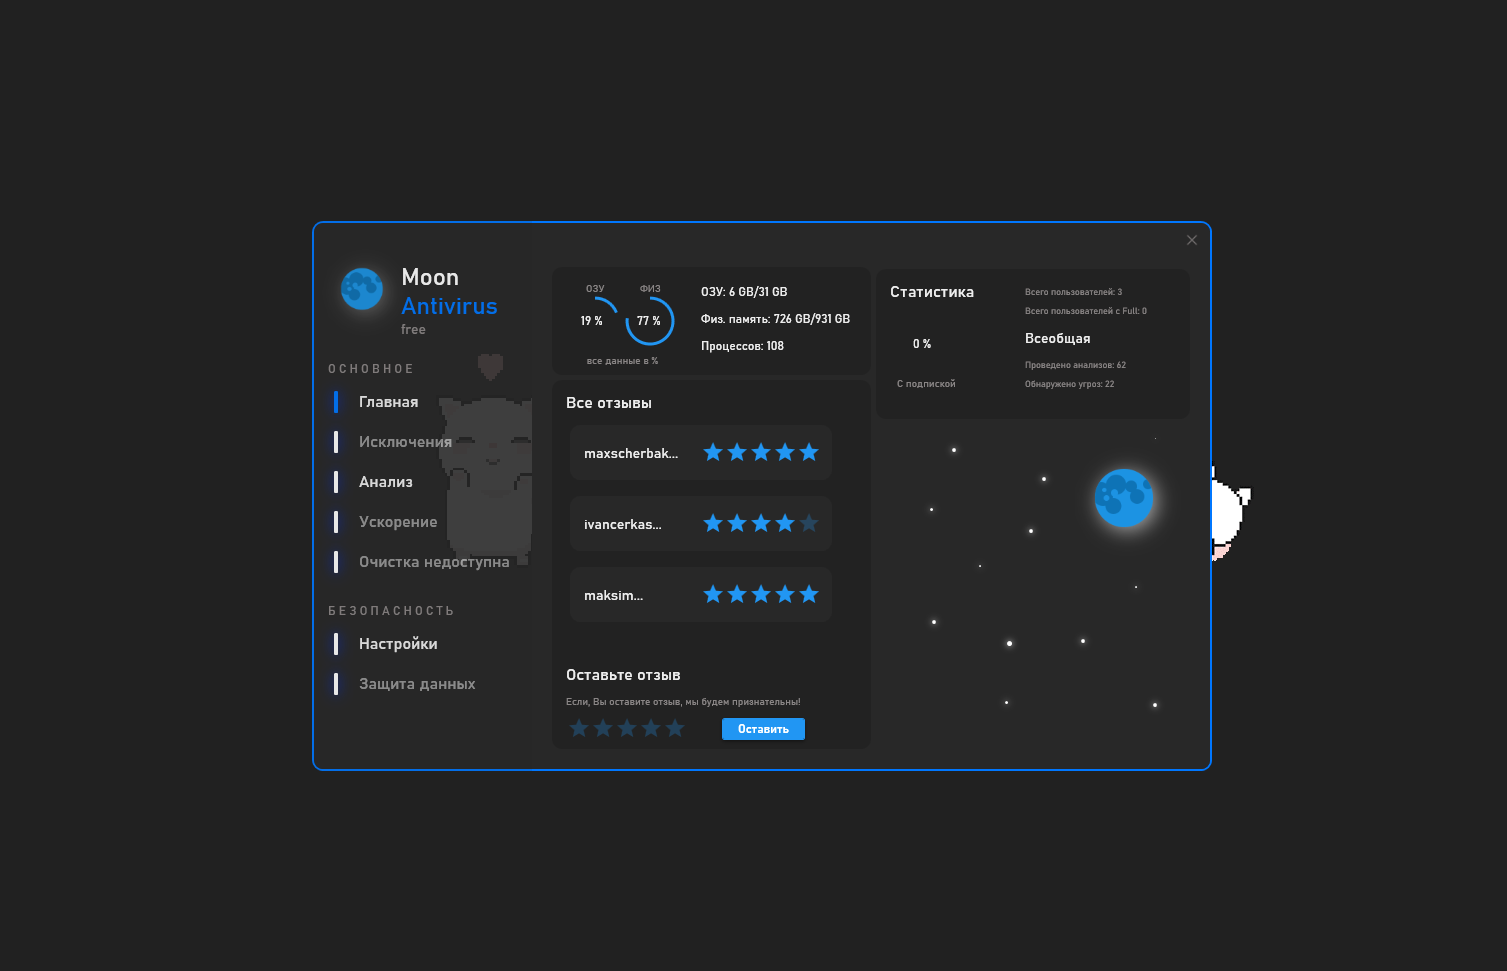 Moon
Antivirus
free
ОСНОВНОЕ
Главная
Исключения
Анализ
Ускорение
Очистка недоступна
БЕЗОПАСНОСТЬ
Настройки
Защита данных
ОЗУ
ФИЗ
19 %
77 %
все данные в %
ОЗУ: 6 GB/31 GB
Физ. память: 726 GB/931 GB
Процессов: 108
Все отзывы
maxscherbak...
ivancerkas...
maksim...
Оставьте отзыв
Если, Вы оставите отзыв, мы будем признательны!
Оставить
Статистика
0 %
С подпиской
Всего пользователей: 3
Всего пользователей с Full: 0
Всеобщая
Проведено анализов: 62
Обнаружено угроз: 22